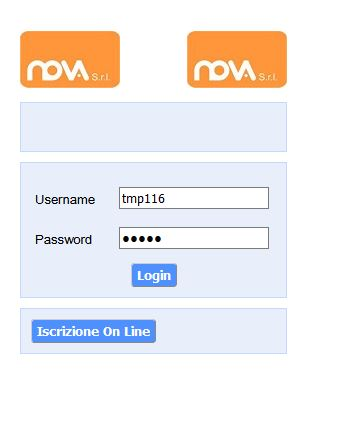 NOVA S.r.l. NOVA S.r.l.
Username tmp116
Password •••••
Login
Iscrizione On Line